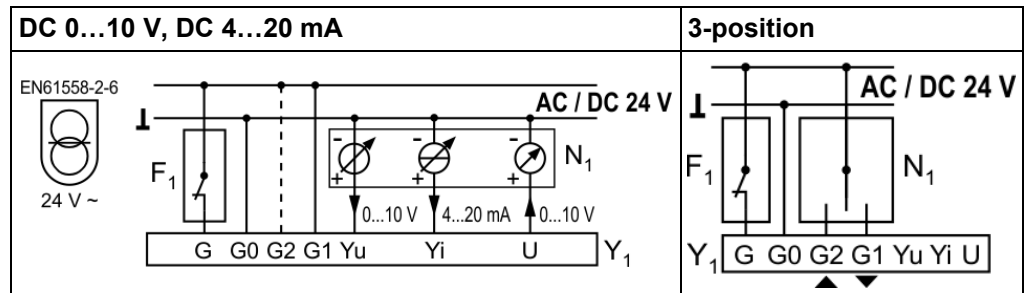 DC 0…10 V, DC 4…20 mA
3-position
EN61558-2-6
24 V ~
AC / DC 24 V
F1
- - -
+ + +
N1
0...10 V 4...20 mA 0...10 V
G G0 G2 G1 Yu Yi U Y1
AC / DC 24 V
F1
N1
Y1 G G0 G2 G1 Yu Yi U